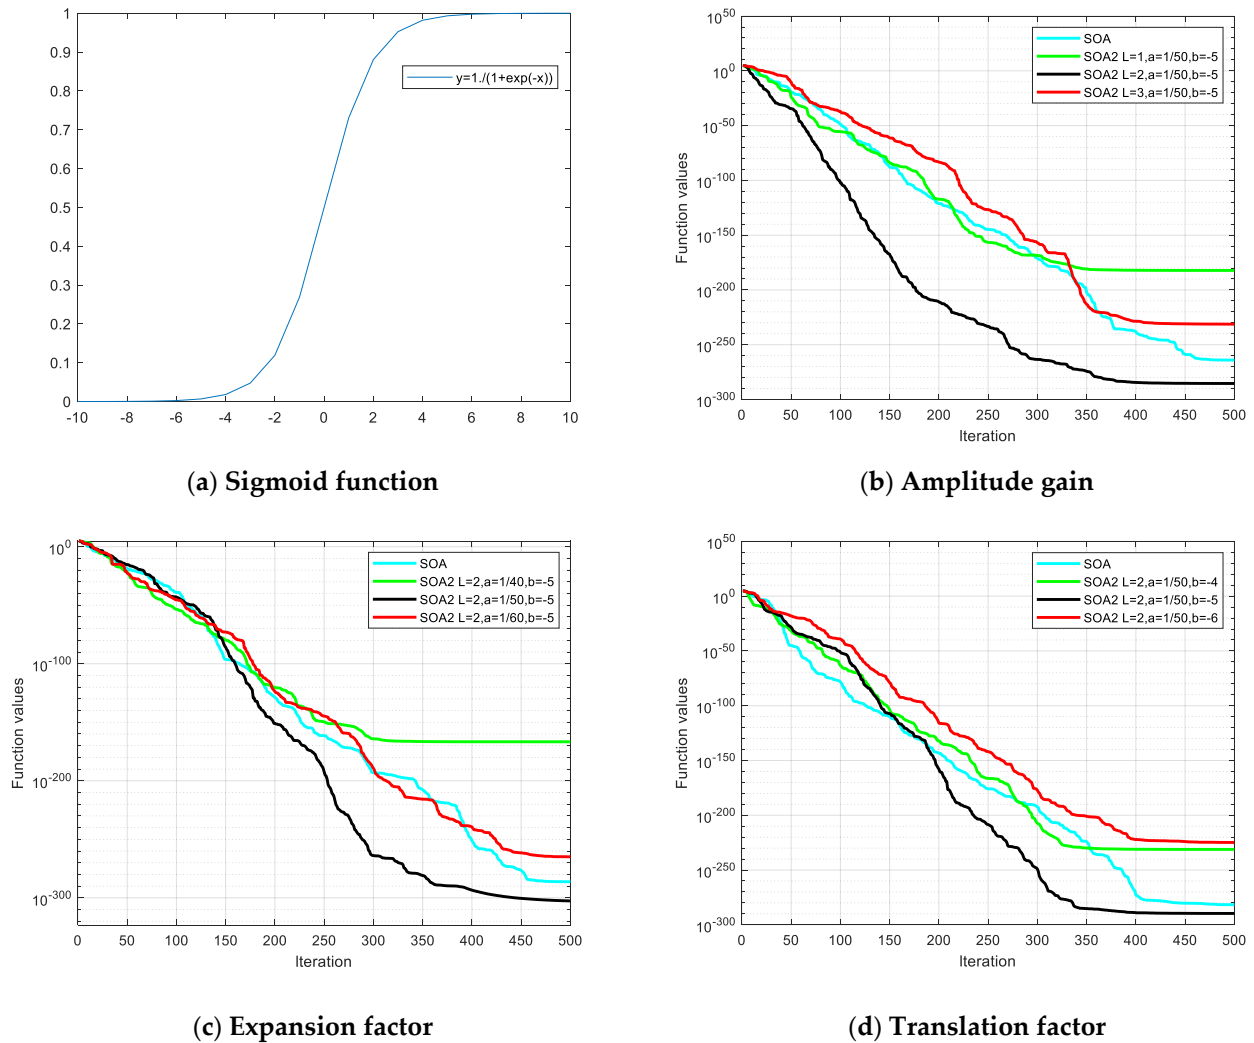 1
0.9
0.8
0.7
0.6
0.5
0.4
0.3
0.2
0.1
0
-10 -8 -6 -4 -2 0 2 4 6 8 10
y=1./(1+exp(-x))
(a) Sigmoid function
10^50
10^0
10^-50
10^-100
10^-150
10^-200
10^-250
10^-300
Function values
0 50 100 150 200 250 300 350 400 450 500
Iteration
SOA
SOA2 L=1,a=1/50,b=-5
SOA2 L=2,a=1/50,b=-5
SOA2 L=3,a=1/50,b=-5
(b) Amplitude gain
10^0
10^-100
10^-200
10^-300
Function values
0 50 100 150 200 250 300 350 400 450 500
Iteration
SOA
SOA2 L=2,a=1/40,b=-5
SOA2 L=2,a=1/50,b=-5
SOA2 L=2,a=1/60,b=-5
(c) Expansion factor
10^50
10^0
10^-50
10^-100
10^-150
10^-200
10^-250
10^-300
Function values
0 50 100 150 200 250 300 350 400 450 500
Iteration
SOA
SOA2 L=2,a=1/50,b=-4
SOA2 L=2,a=1/50,b=-5
SOA2 L=2,a=1/50,b=-6
(d) Translation factor